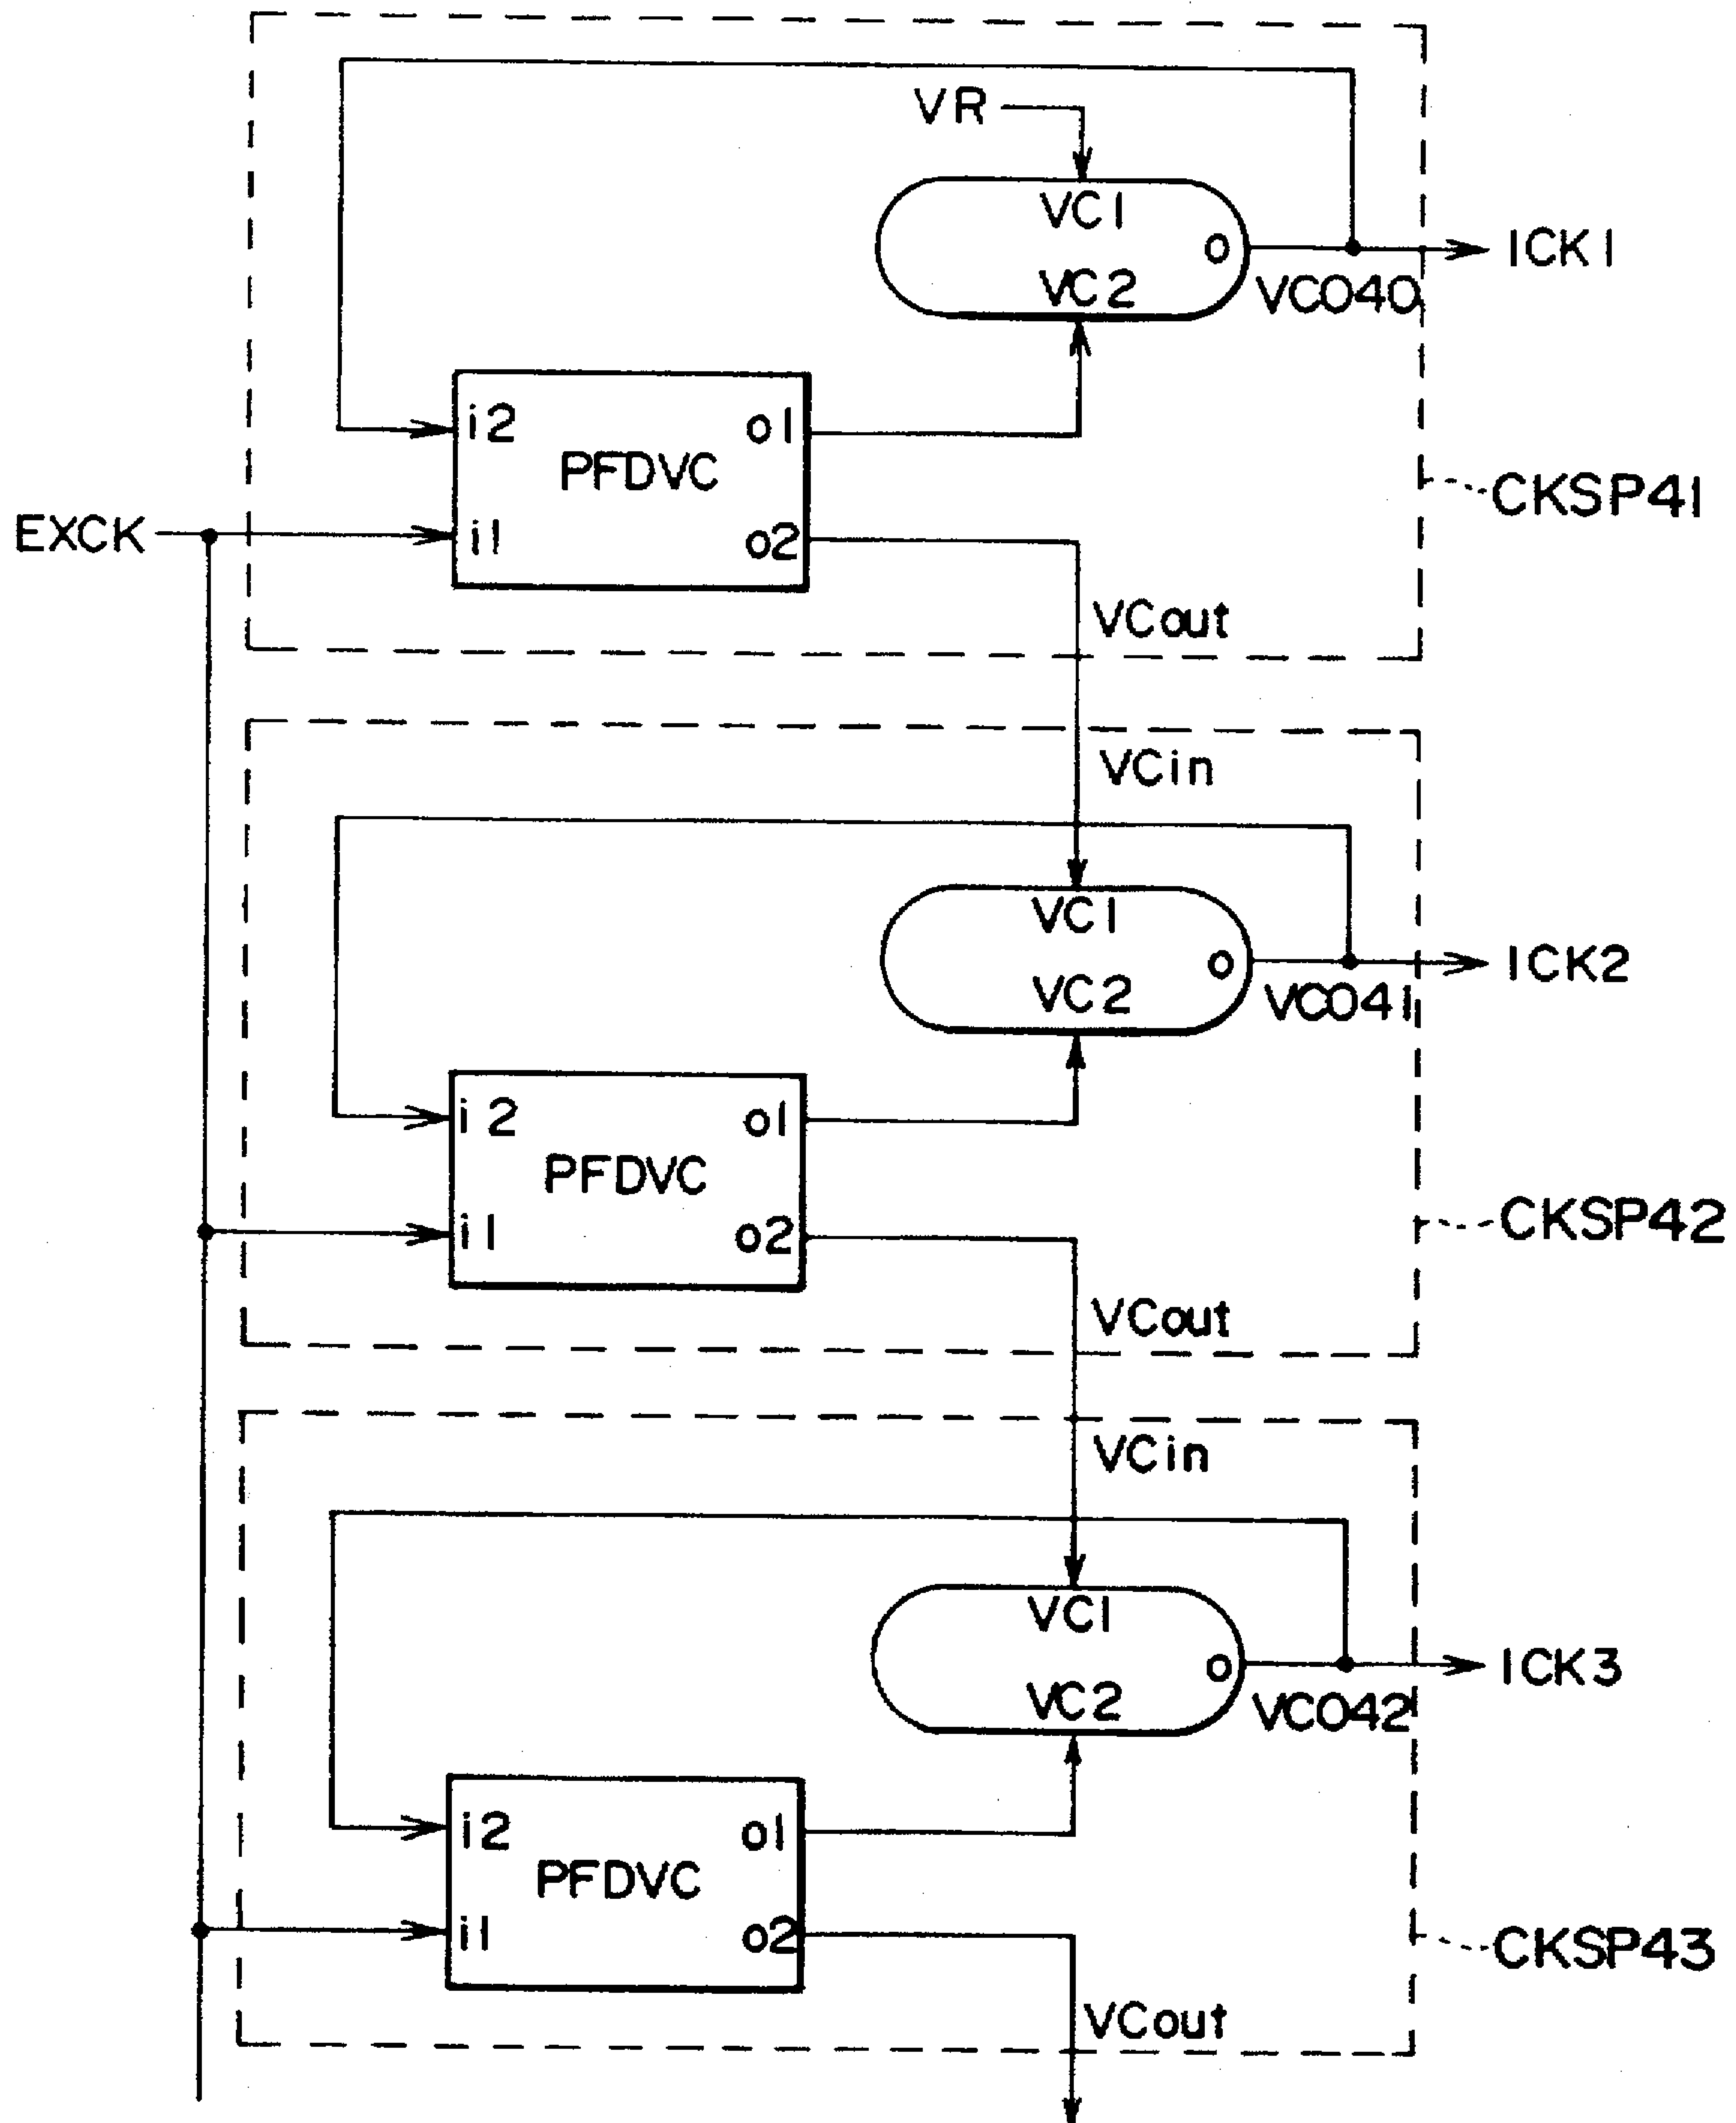 VR
VC1
o
VC2
ICK1
VCO40
i2
o1
PFDVC
CKSP41
EXCK
i1
o2
VCout
VCin
VC1
o
VC2
ICK2
VCO41
i2
o1
PFDVC
i1
o2
CKSP42
VCout
VCin
VC1
o
VC2
ICK3
VCO42
i2
o1
PFDVC
i1
o2
CKSP43
VCout